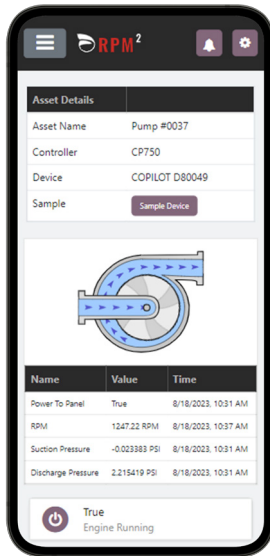 RPM²
Asset Details
Asset Name Pump #0037
Controller CP750
Device COPILOT D80049
Sample Sample Device
Name Value Time
Power To Panel True 8/18/2023, 10:31 AM
RPM 1247.22 RPM 8/18/2023, 10:37 AM
Suction Pressure -0.023383 PSI 8/18/2023, 10:31 AM
Discharge Pressure 2.215419 PSI 8/18/2023, 10:31 AM
True
Engine Running